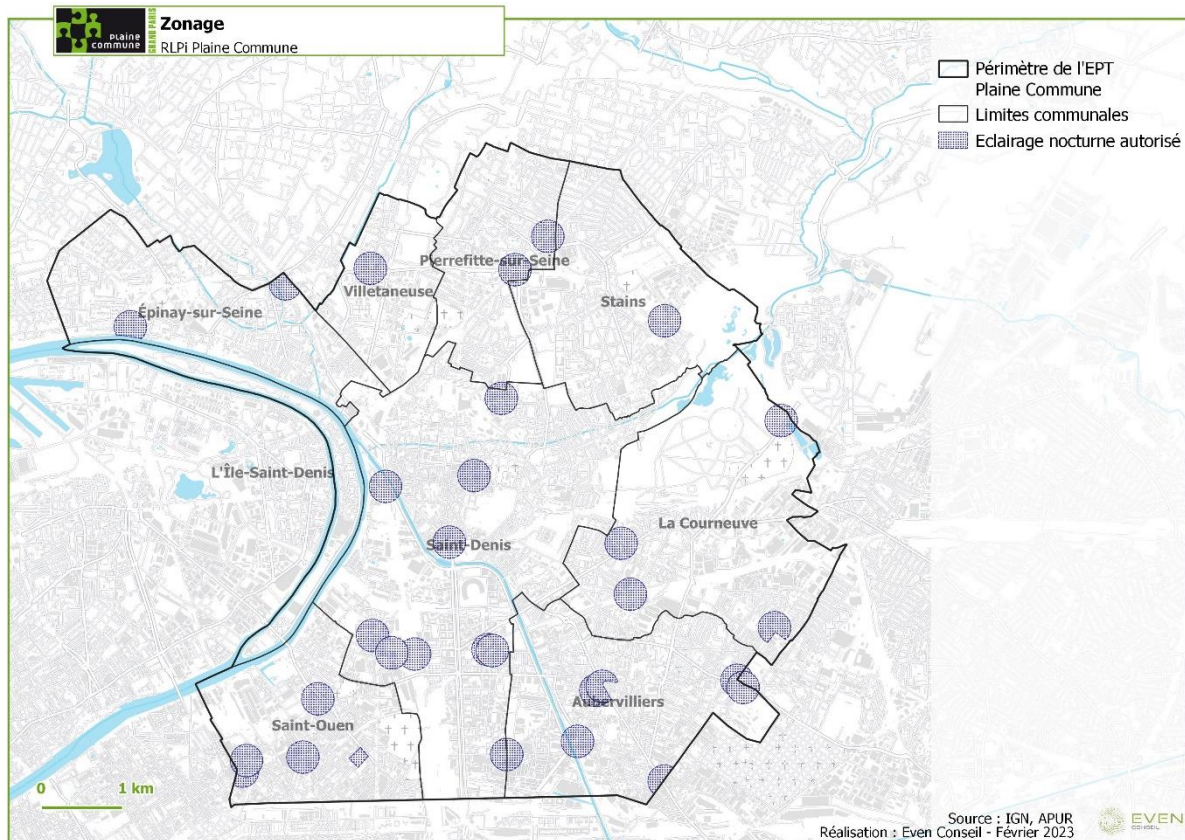 plaine
commune
GRAND PARIS
Zonage
RLPi Plaine Commune
Périmètre de l'EPT
Plaine Commune
Limites communales
Eclairage nocturne autorisé
Pierrefitte-sur-Seine
Villetaneuse
Stains
Épinay-sur-Seine
L'Île-Saint-Denis
La Courneuve
Saint-Denis
Aubervilliers
Saint-Ouen
0 1 km
Source : IGN, APUR
Réalisation : Even Conseil - Février 2023
EVEN
CONSEIL